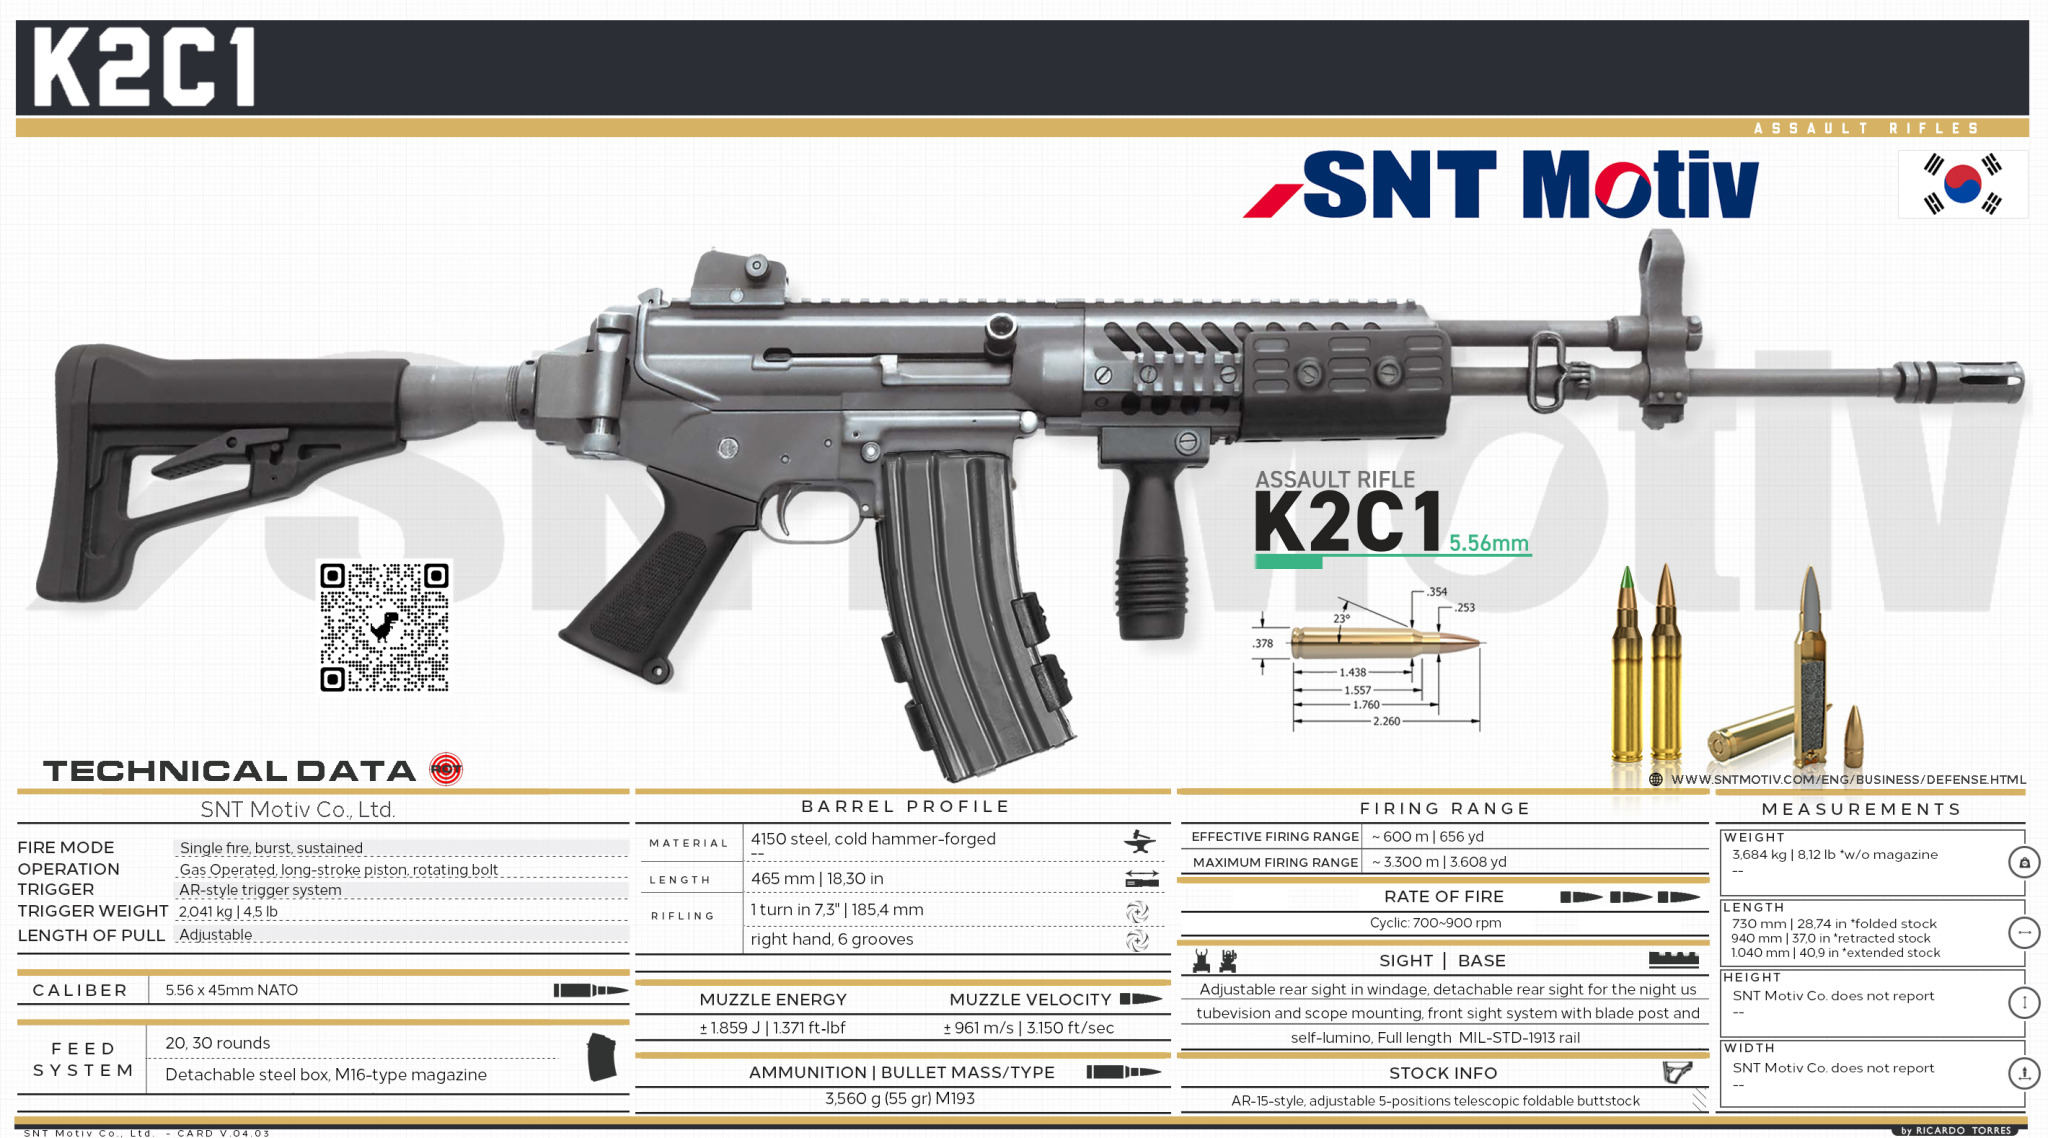 K2C1
ASSAULT RIFLES
SNT Motiv
SNT Motiv
ASSAULT RIFLE
K2C1 5.56mm
.354
.253
23°
.378
1.438
1.557
1.760
2.260
TECHNICAL DATA
WWW.SNTMOTIV.COM/ENG/BUSINESS/DEFENSE.HTML
SNT Motiv Co., Ltd.
FIRE MODE Single fire, burst, sustained
OPERATION Gas Operated, long-stroke piston, rotating bolt
TRIGGER AR-style trigger system
TRIGGER WEIGHT 2,041 kg | 4,5 lb
LENGTH OF PULL Adjustable
CALIBER 5.56 x 45mm NATO
FEED SYSTEM
20, 30 rounds
Detachable steel box, M16-type magazine
BARREL PROFILE
MATERIAL 4150 steel, cold hammer-forged
--
LENGTH 465 mm | 18,30 in
RIFLING 1 turn in 7,3" | 185,4 mm
right hand, 6 grooves
MUZZLE ENERGY MUZZLE VELOCITY
± 1.859 J | 1.371 ft-lbf ± 961 m/s | 3.150 ft/sec
AMMUNITION | BULLET MASS/TYPE
3,560 g (55 gr) M193
FIRING RANGE
EFFECTIVE FIRING RANGE ~ 600 m | 656 yd
MAXIMUM FIRING RANGE ~ 3.300 m | 3.608 yd
RATE OF FIRE
Cyclic: 700~900 rpm
SIGHT | BASE
Adjustable rear sight in windage, detachable rear sight for the night us
tubevision and scope mounting, front sight system with blade post and
self-lumino, Full length MIL-STD-1913 rail
STOCK INFO
AR-15-style, adjustable 5-positions telescopic foldable buttstock
MEASUREMENTS
WEIGHT
3,684 kg | 8,12 lb *w/o magazine
--
LENGTH
730 mm | 28,74 in *folded stock
940 mm | 37,0 in *retracted stock
1.040 mm | 40,9 in *extended stock
HEIGHT
SNT Motiv Co. does not report
--
WIDTH
SNT Motiv Co. does not report
--
SNT Motiv Co., Ltd. - CARD V.04.03
by RICARDO TORRES